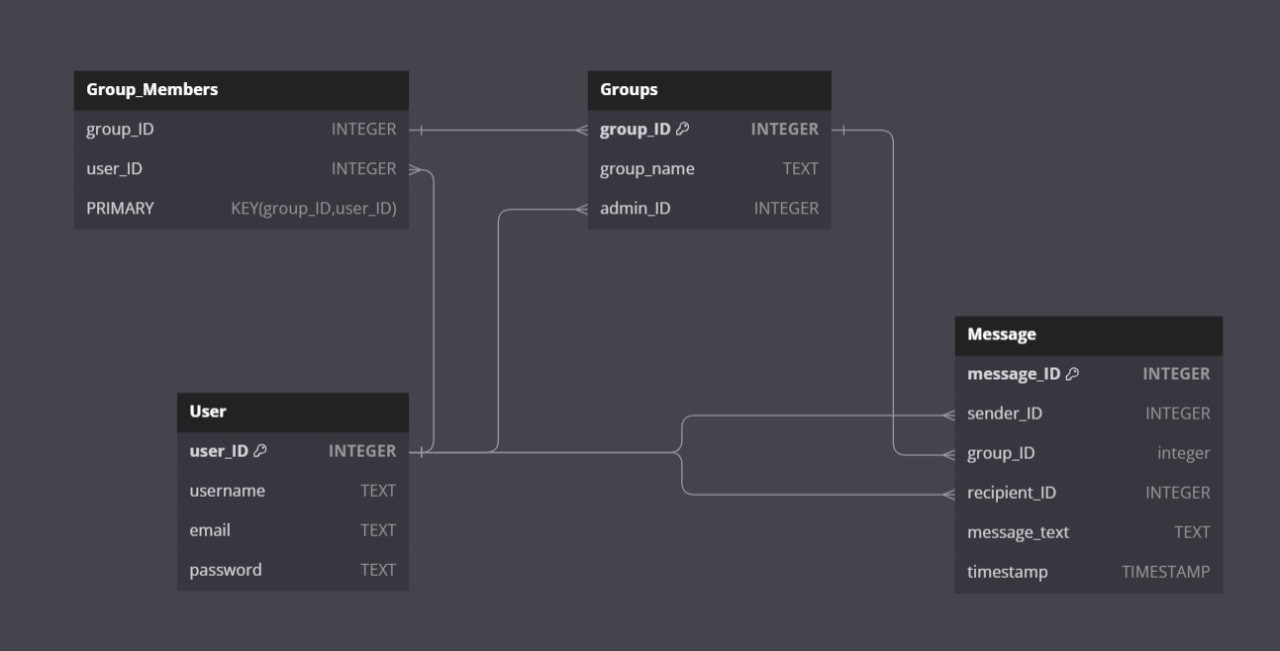 Group_Members
group_ID INTEGER
user_ID INTEGER
PRIMARY KEY(group_ID,user_ID)
Groups
group_ID INTEGER
group_name TEXT
admin_ID INTEGER
User
user_ID INTEGER
username TEXT
email TEXT
password TEXT
Message
message_ID INTEGER
sender_ID INTEGER
group_ID integer
recipient_ID INTEGER
message_text TEXT
timestamp TIMESTAMP